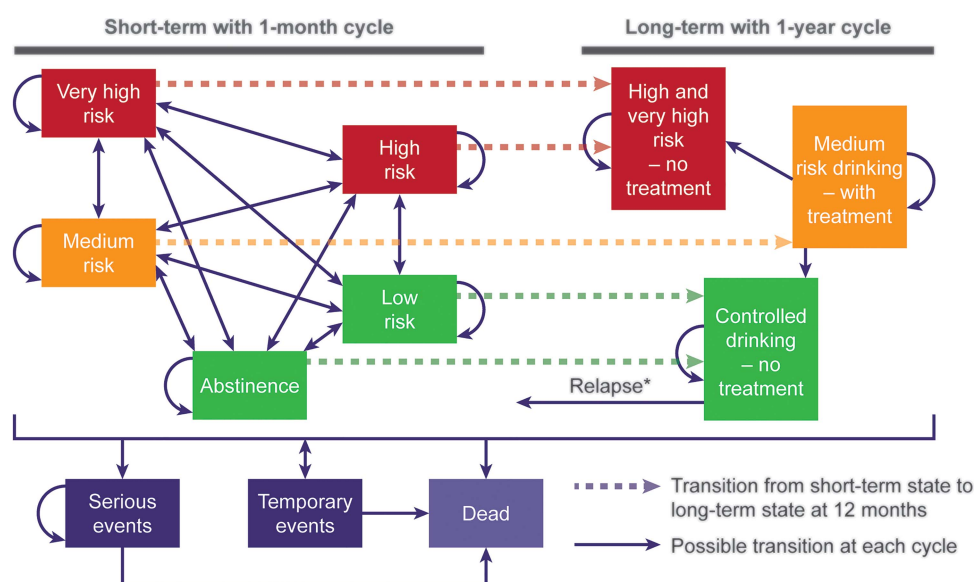 Short-term with 1-month cycle
Long-term with 1-year cycle
Very high
risk
High
risk
Medium
risk
Low
risk
Abstinence
High and
very high
risk
– no
treatment
Medium
risk drinking
– with
treatment
Controlled
drinking
– no
treatment
Relapse*
Serious
events
Temporary
events
Dead
Transition from short-term state to
long-term state at 12 months
Possible transition at each cycle